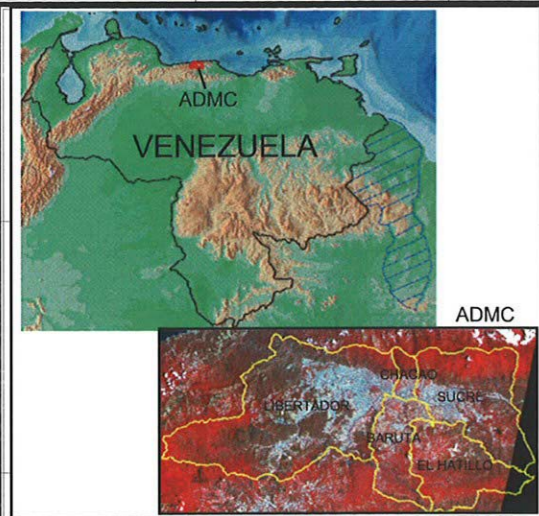 ADMC
VENEZUELA
ADMC
CHACAO
SUCRE
LIBERTADOR
BARUTA
EL HATILLO